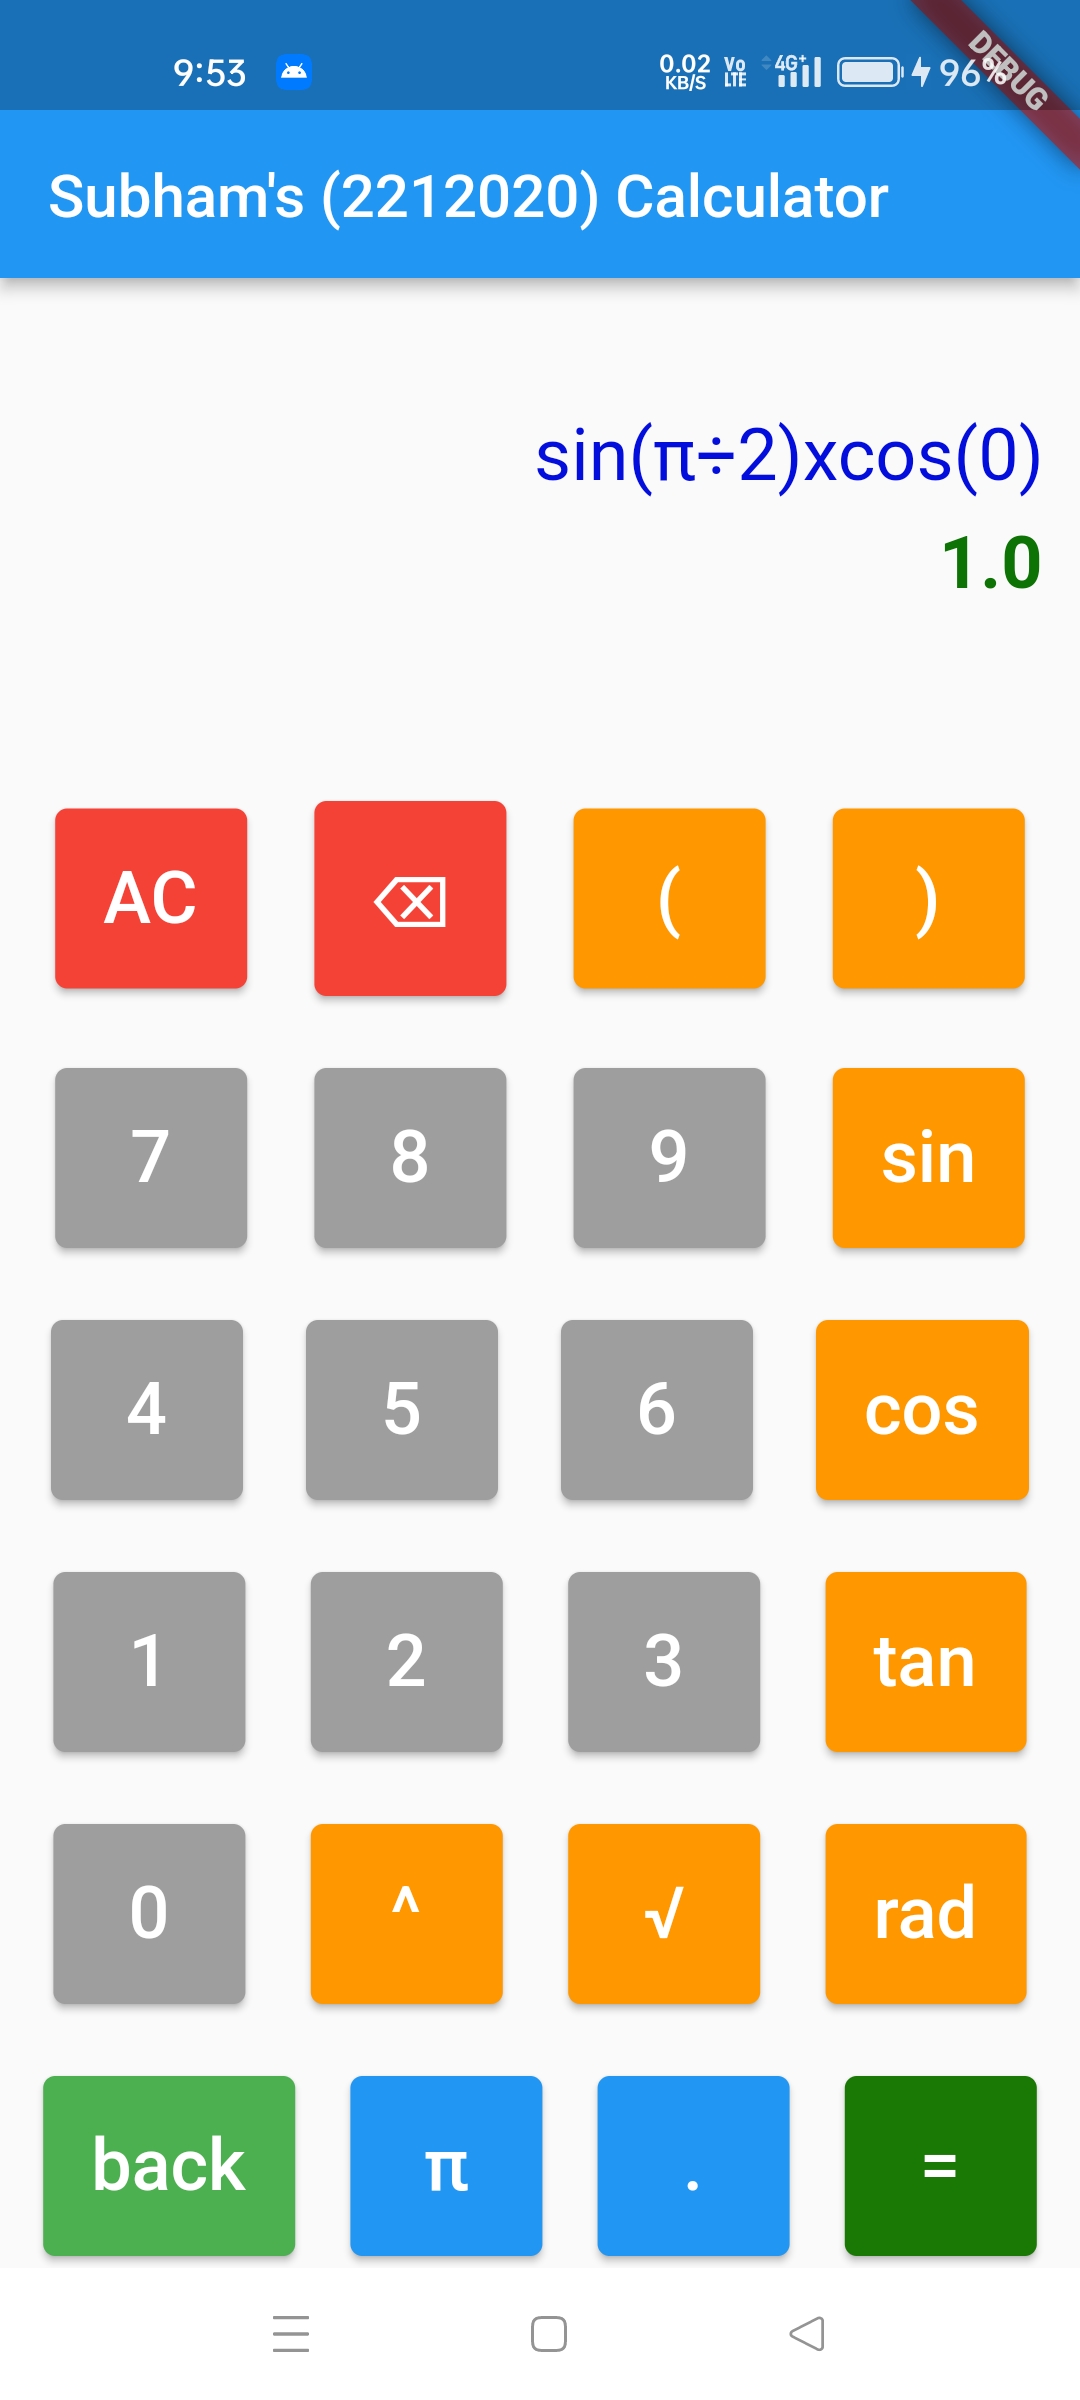 9:53 0.02 KB/S Vo LTE 4G+ 96% DEBUG
Subham's (2212020) Calculator
sin(π÷2)xcos(0)
1.0
AC ( )
7 8 9 sin
4 5 6 cos
1 2 3 tan
0 ^ √ rad
back π . =